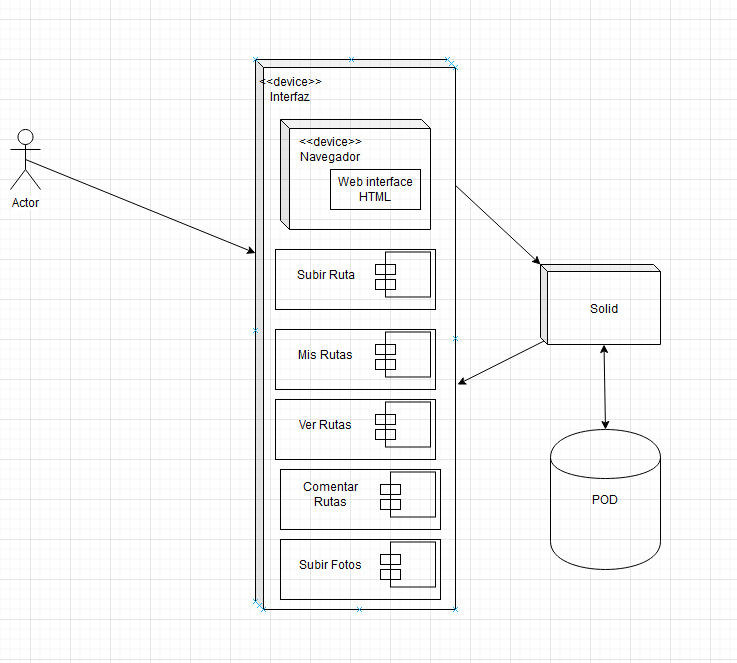 <<device>>
Interfaz
<<device>>
Navegador
Web interface
HTML
Actor
Subir Ruta
Solid
Mis Rutas
Ver Rutas
Comentar
Rutas
POD
Subir Fotos